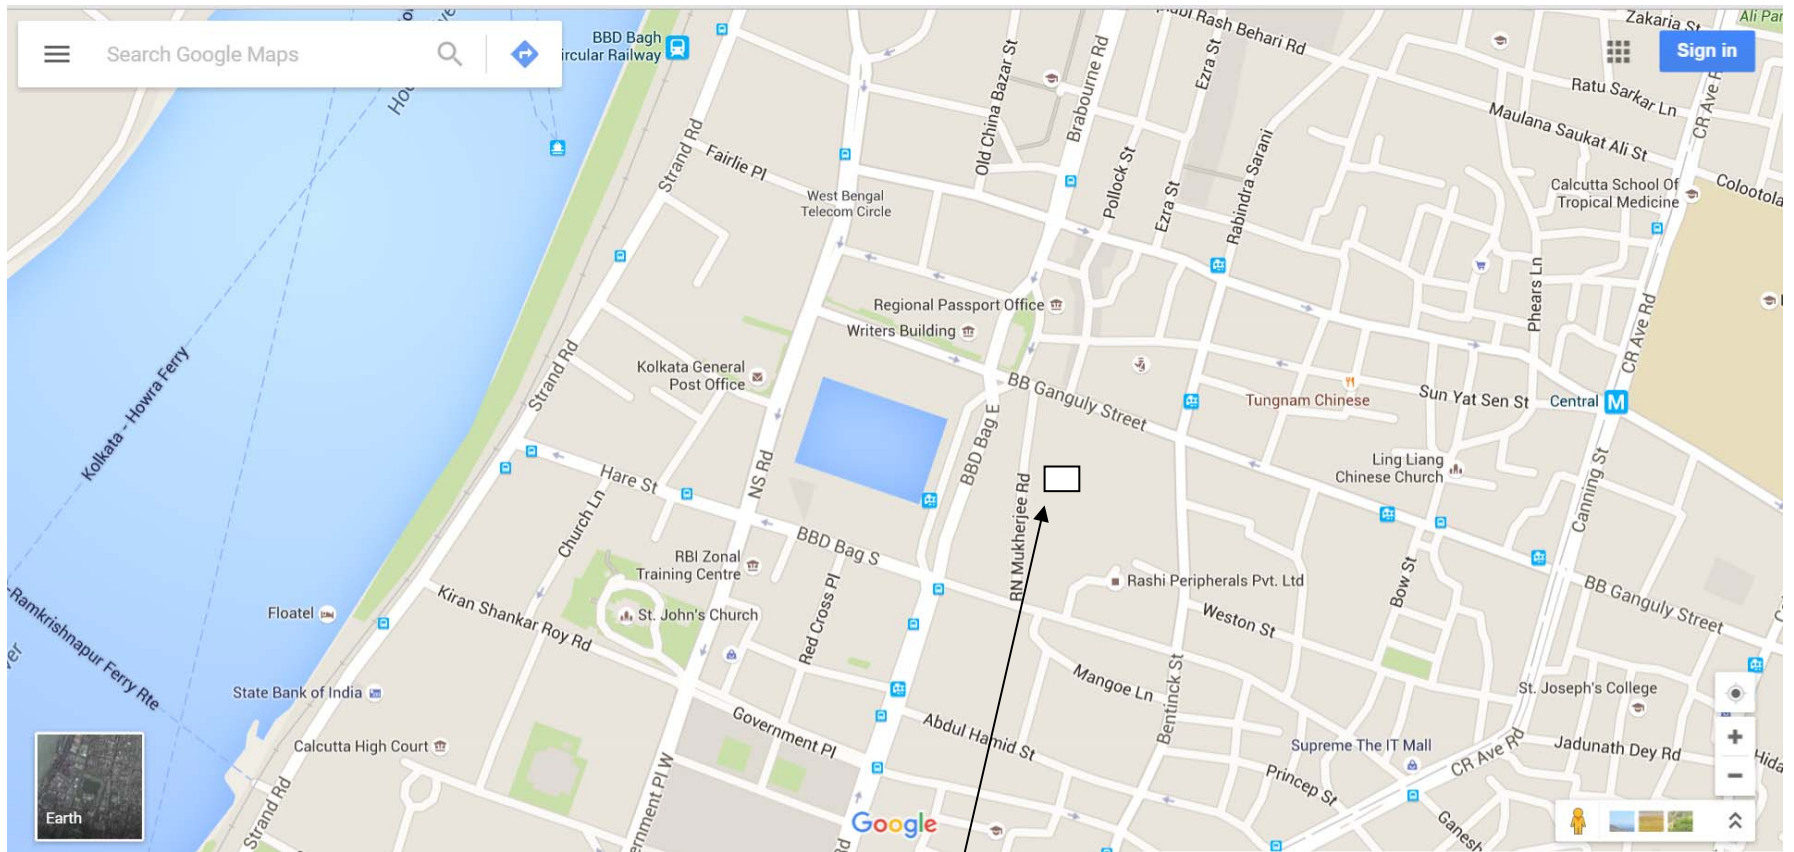 Search Google Maps
BBD Bagh
ircular Railway
Rash Behari Rd
Zakaria St
Sign in
Ratu Sarkar Ln
Maulana Saukat Ali St
CR Ave R
Old China Bazar St
Brabourne Rd
Ezra St
Strand Rd
Fairlie Pl
Pollock St
Ezra St
Rabindra Sarani
West Bengal
Telecom Circle
Calcutta School Of
Tropical Medicine
Colootola
Regional Passport Office
Writers Building
Phears Ln
CR Ave Rd
Kolkata - Howra Ferry
Strand Rd
Kolkata General
Post Office
BB Ganguly Street
Tungnam Chinese
Sun Yat Sen St
Central
M
Hare St
NS Rd
BBD Bag E
RN Mukherjee Rd
Ling Liang
Chinese Church
Canning St
Church Ln
BBD Bag S
RBI Zonal
Training Centre
Rashi Peripherals Pvt. Ltd
Bow St
BB Ganguly Street
-Ramkrishnapur Ferry Rte
Floatel
Kiran Shankar Roy Rd
St. John's Church
Red Cross Pl
Weston St
State Bank of India
Mangoe Ln
Bentinck St
St. Joseph's College
Calcutta High Court
Government Pl
Abdul Hamid St
Supreme The IT Mall
CR Ave Rd
Jadunath Dey Rd
Hida
Princep St
Ganesh
Strand Rd
ernment Pl W
Rd
Earth
Google